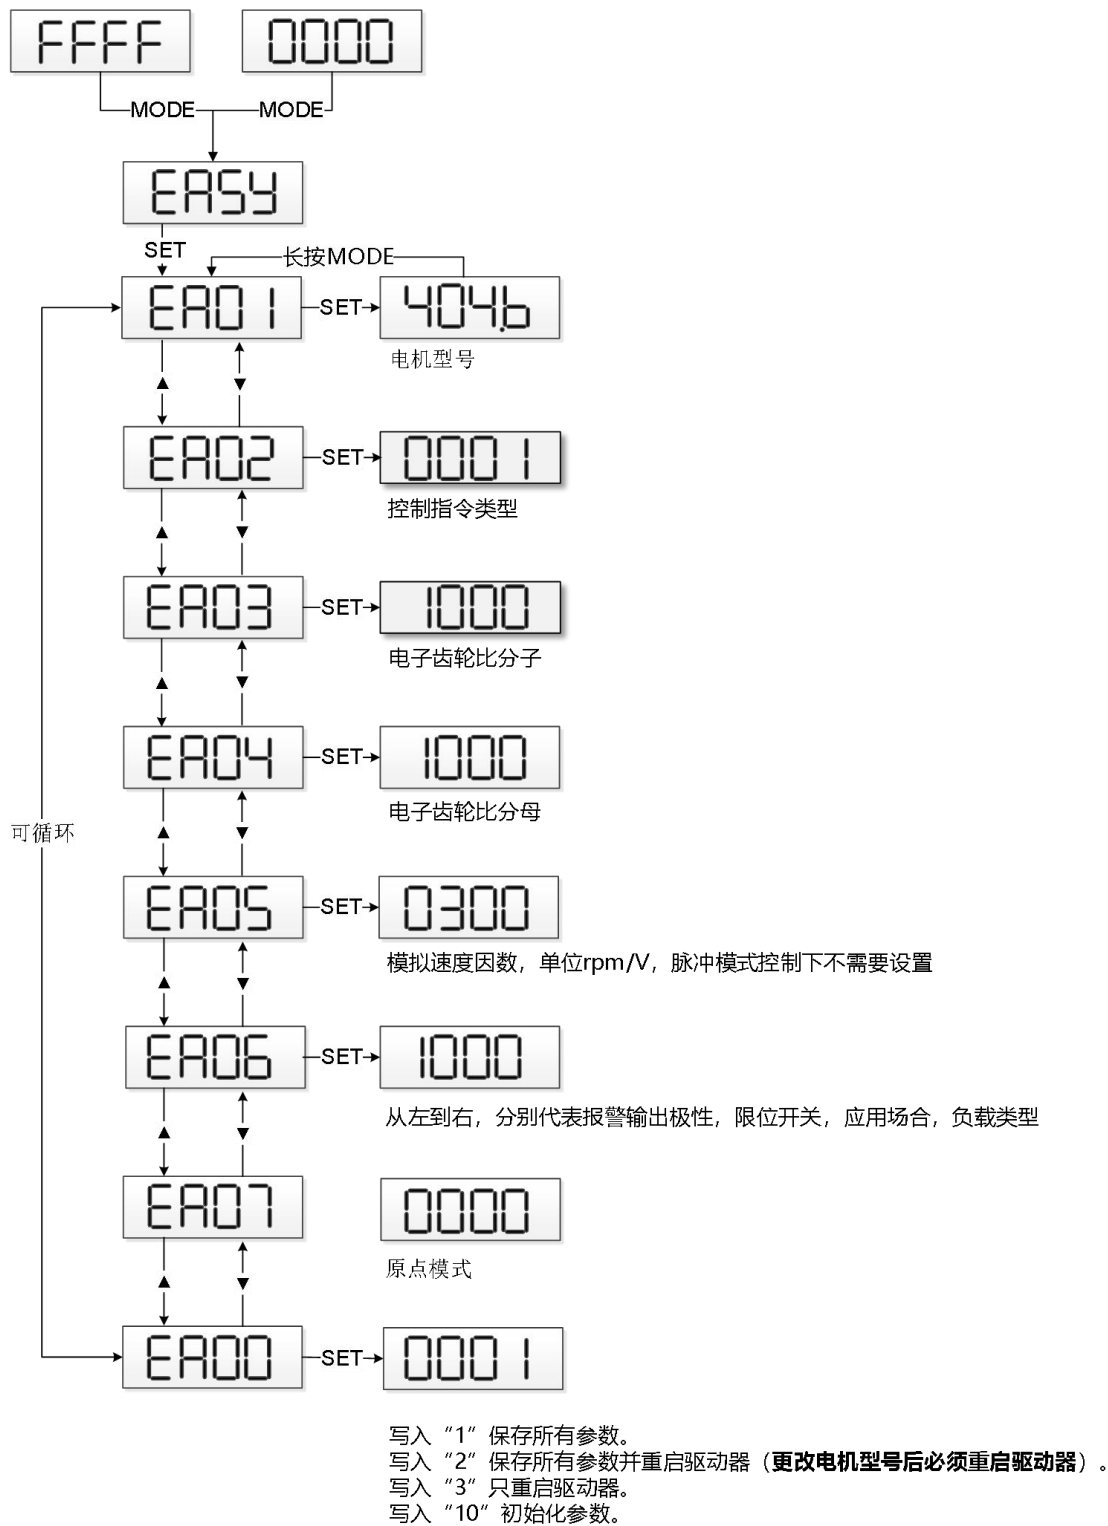 FFFF 0000
MODE MODE
EASY
SET
长按MODE
EA01 SET 404.b
电机型号
▲ ▼
EA02 SET 0001
控制指令类型
▲ ▼
EA03 SET 1000
电子齿轮比分子
▲ ▼
EA04 SET 1000
电子齿轮比分母
可循环
▲ ▼
EA05 SET 0300
模拟速度因数，单位rpm/V，脉冲模式控制下不需要设置
▲ ▼
EA06 SET 1000
从左到右，分别代表报警输出极性，限位开关，应用场合，负载类型
▲ ▼
EA07 0000
原点模式
▲ ▼
EA00 SET 0001
写入“1”保存所有参数。
写入“2”保存所有参数并重启驱动器（更改电机型号后必须重启驱动器）。
写入“3”只重启驱动器。
写入“10”初始化参数。